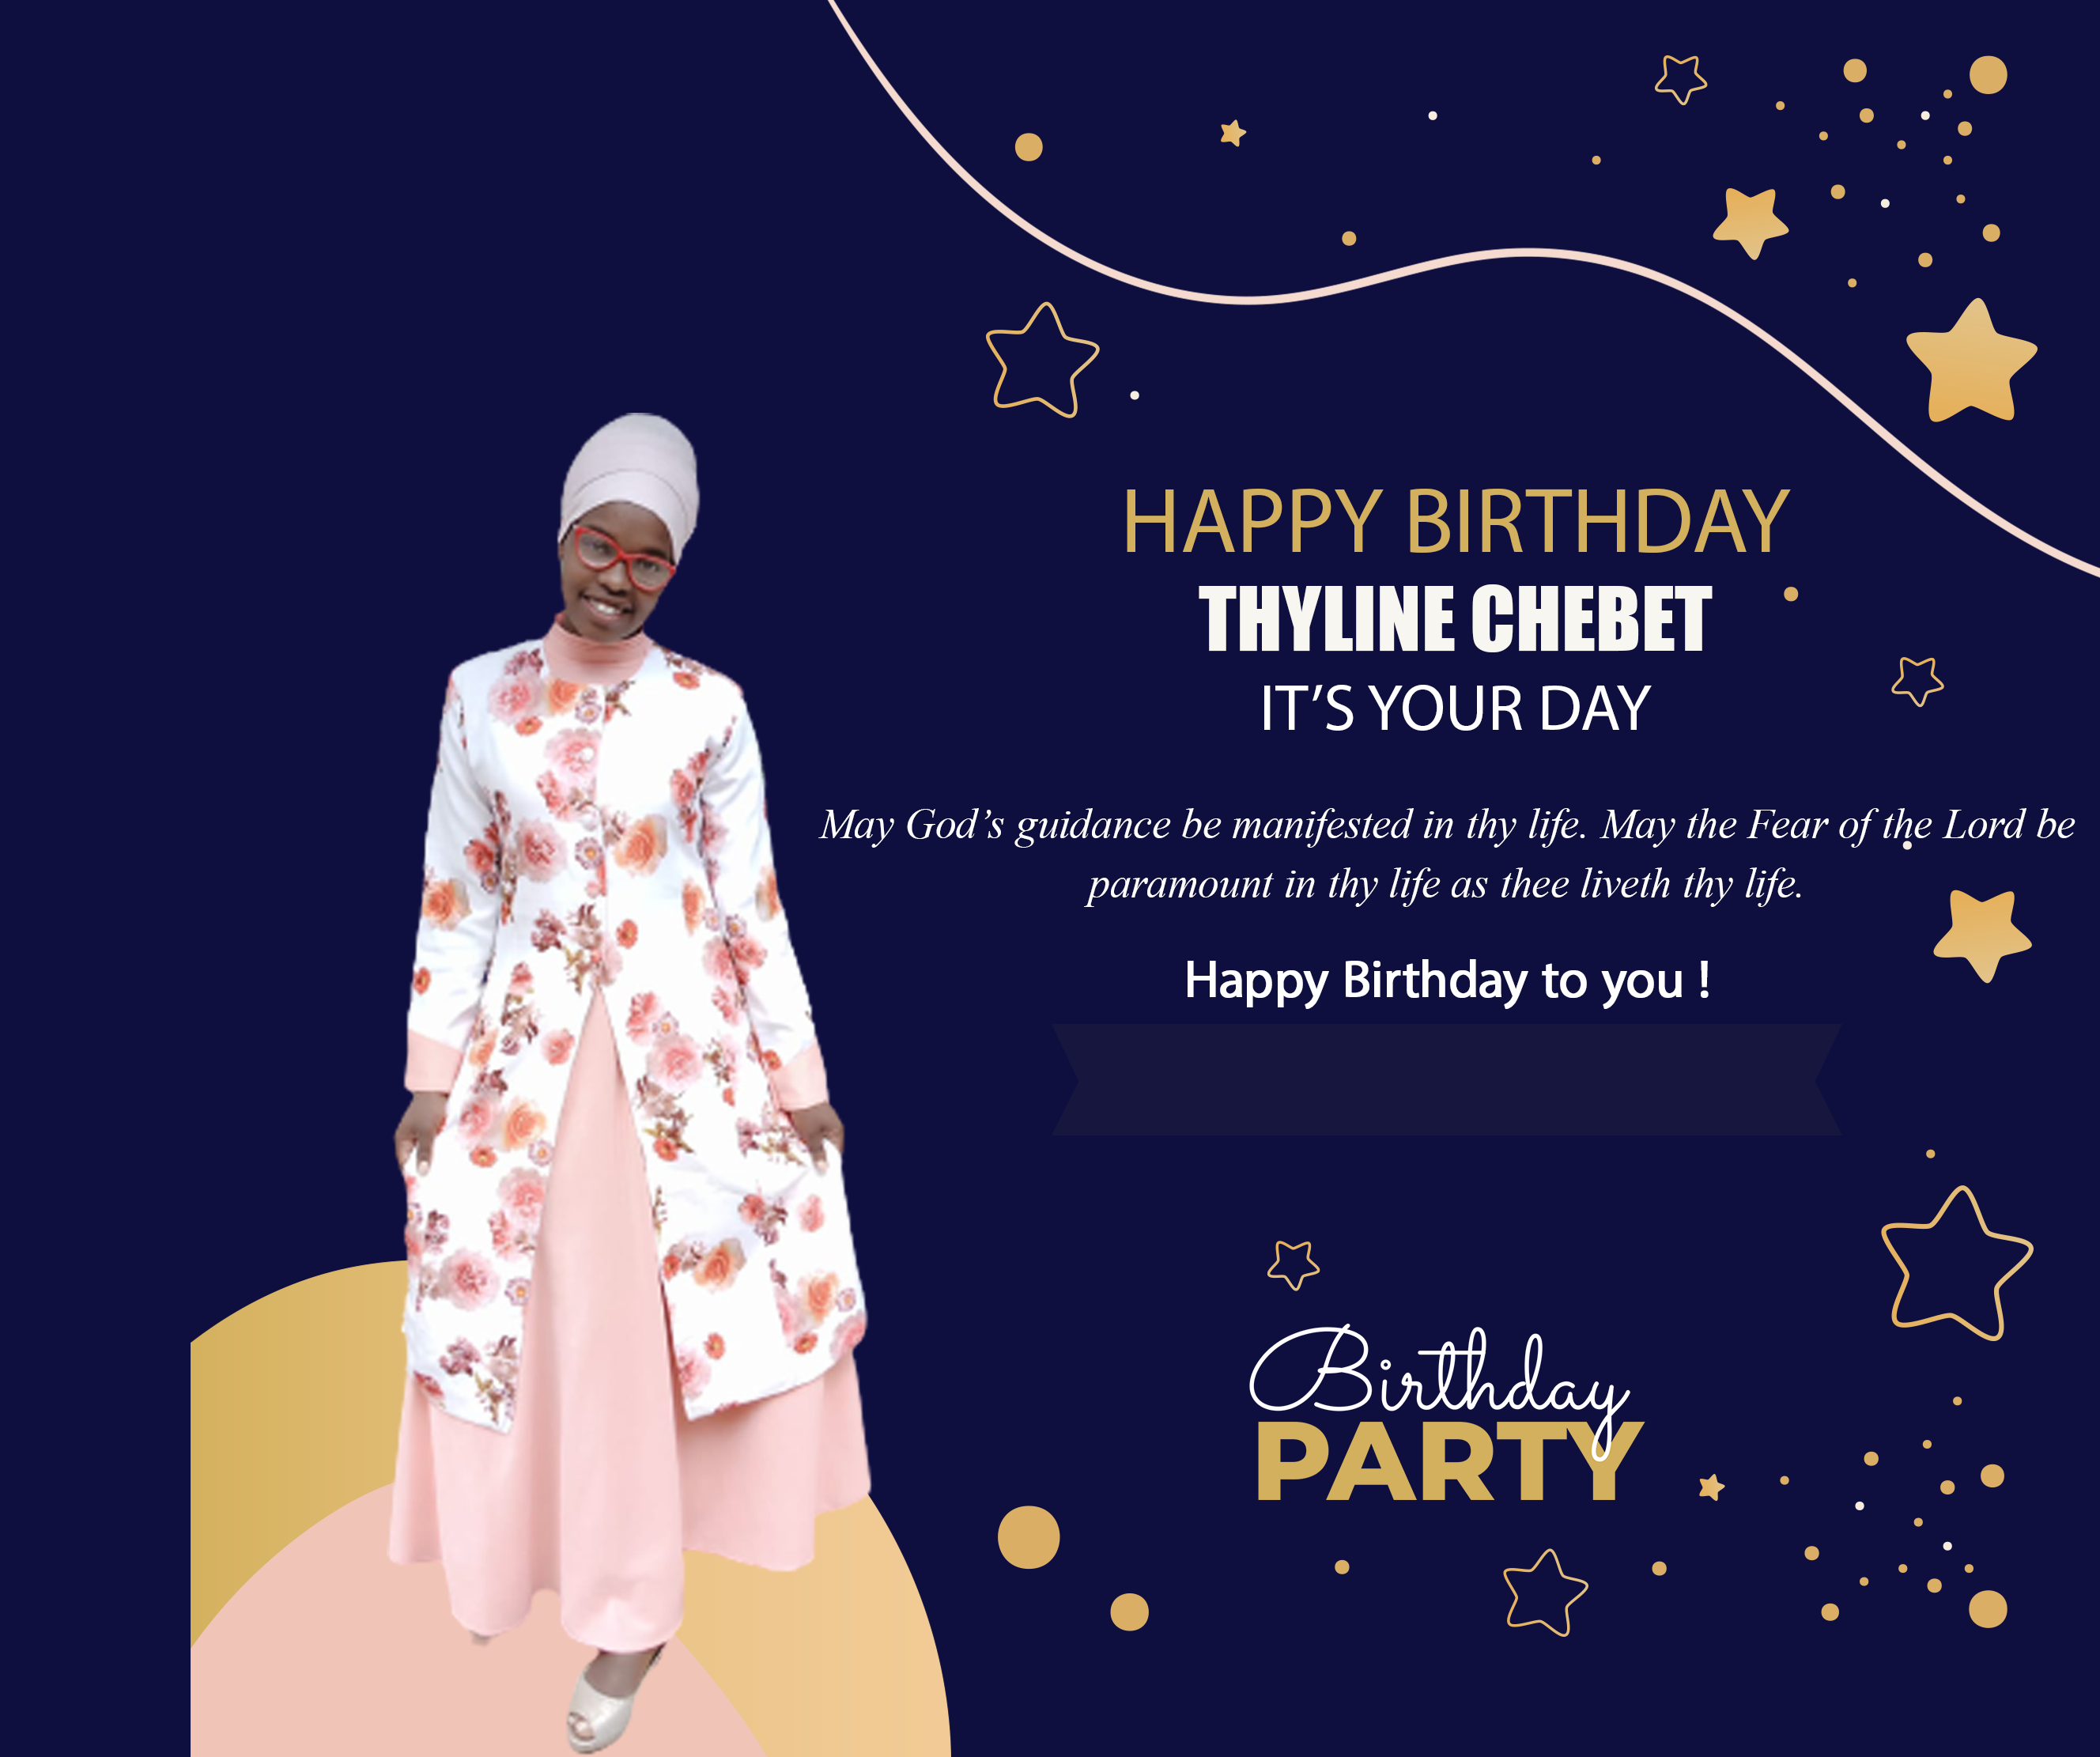 HAPPY BIRTHDAY
THYLINE CHEBET
IT’S YOUR DAY
May God’s guidance be manifested in thy life. May the Fear of the Lord be
paramount in thy life as thee liveth thy life.
Happy Birthday to you !
Birthday
PARTY